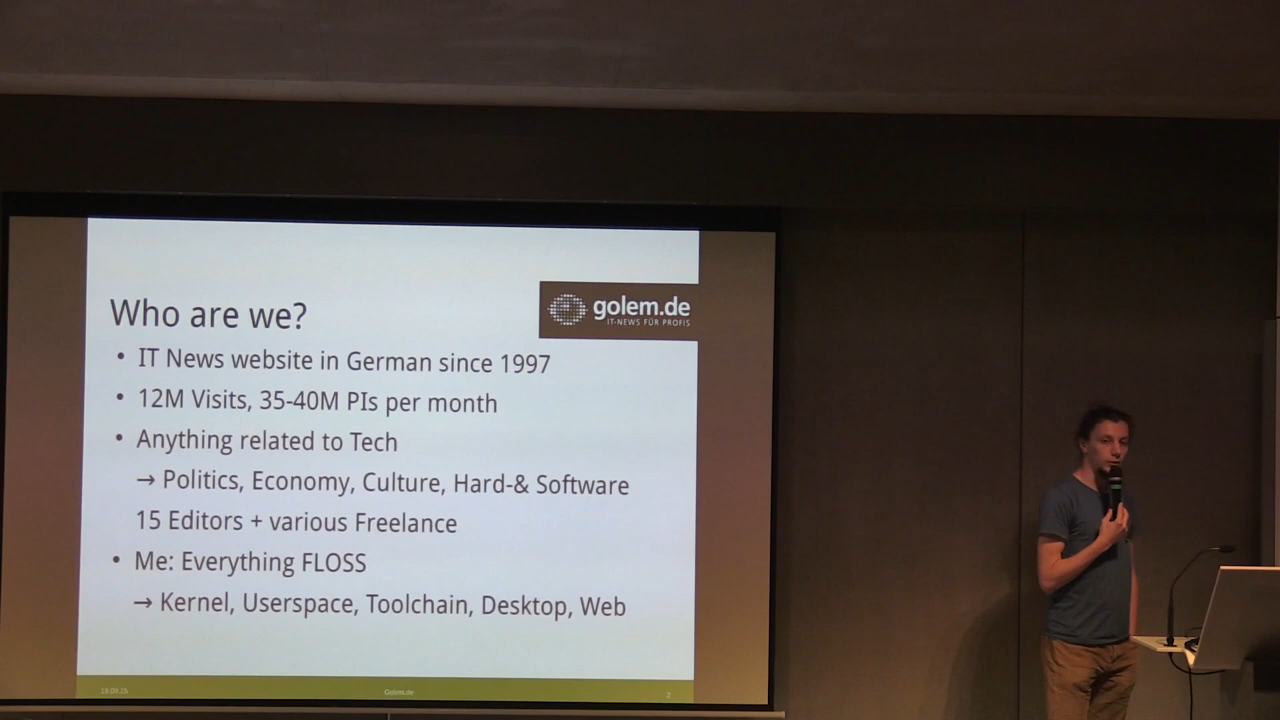 golem.de
IT-NEWS FÜR PROFIS
Who are we?
• IT News website in German since 1997
• 12M Visits, 35-40M PIs per month
• Anything related to Tech
→ Politics, Economy, Culture, Hard-& Software
15 Editors + various Freelance
• Me: Everything FLOSS
→ Kernel, Userspace, Toolchain, Desktop, Web
Golem.de
2